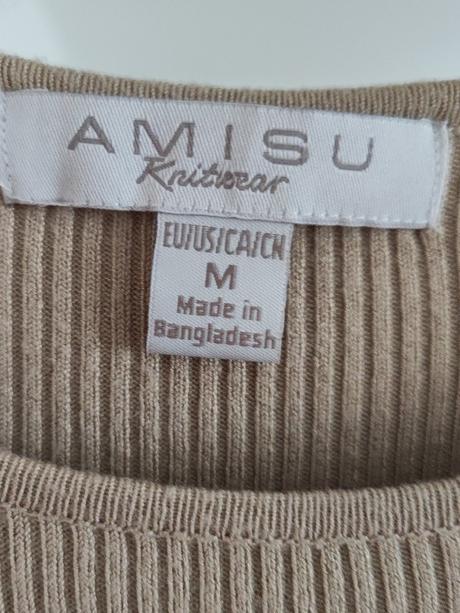 AMISU
Knitwear
EU/US/CA/CN
M
Made in
Bangladesh